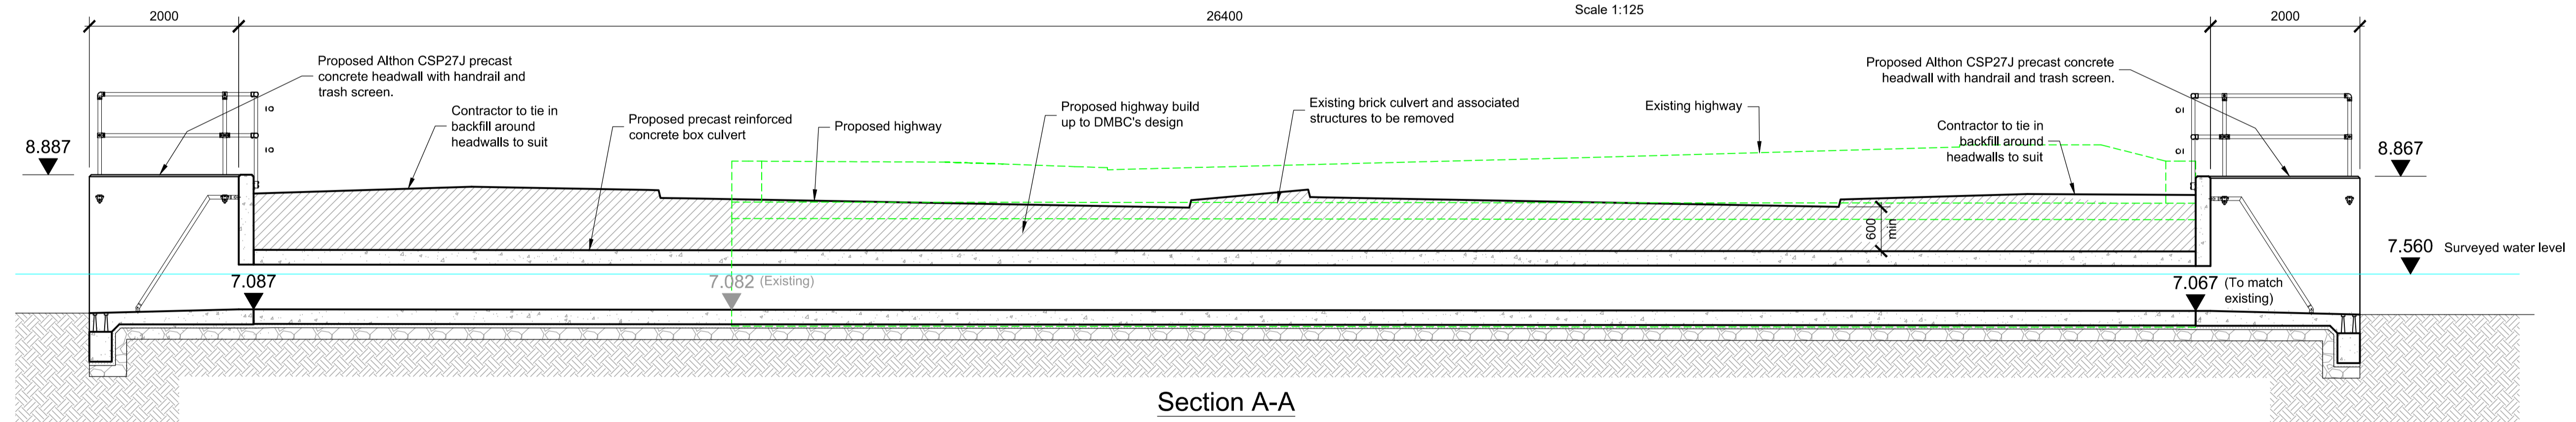 Scale 1:125
2000
26400
2000
Proposed Althon CSP27J precast
concrete headwall with handrail and
trash screen.
Contractor to tie in
backfill around
headwalls to suit
Proposed precast reinforced
concrete box culvert
Proposed highway
Proposed highway build
up to DMBC's design
Existing brick culvert and associated
structures to be removed
Existing highway
Proposed Althon CSP27J precast concrete
headwall with handrail and trash screen.
Contractor to tie in
backfill around
headwalls to suit
8.887
8.867
600
min
7.560 Surveyed water level
7.087
7.082 (Existing)
7.067 (To match
existing)
Section A-A